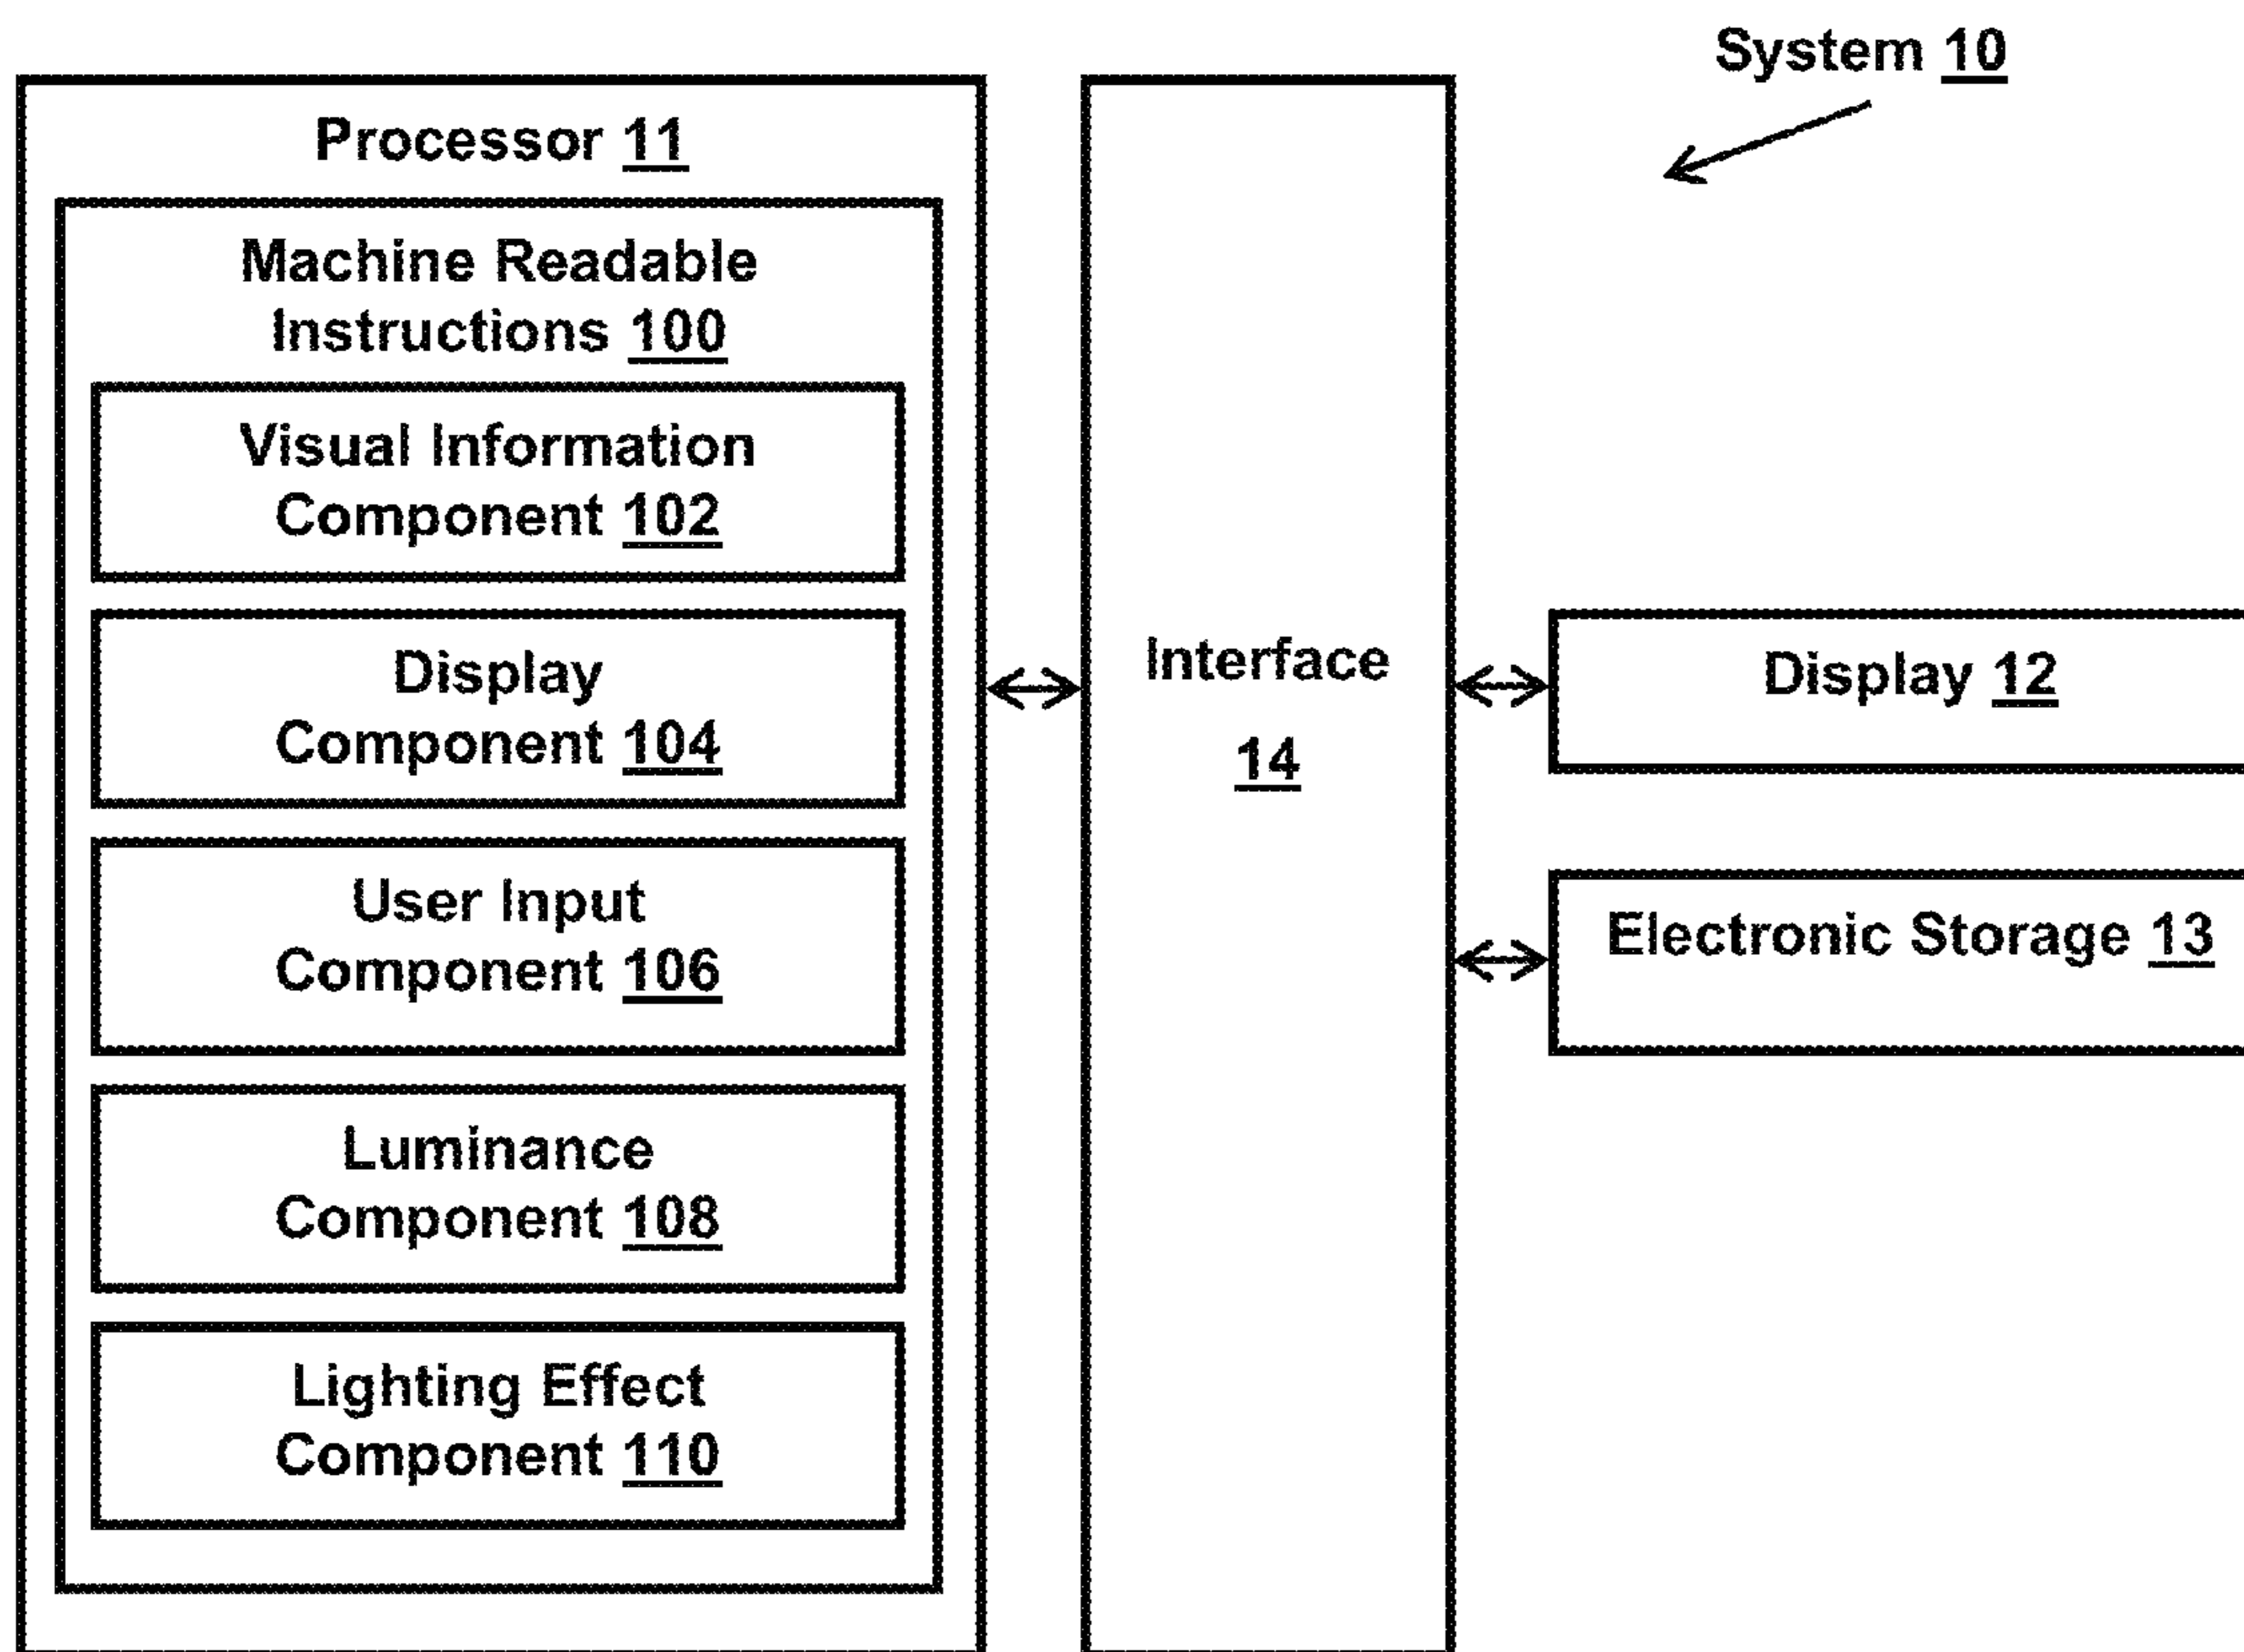 System 10
Processor 11
Machine Readable
Instructions 100
Visual Information
Component 102
Display
Component 104
User Input
Component 106
Luminance
Component 108
Lighting Effect
Component 110
Interface
14
Display 12
Electronic Storage 13